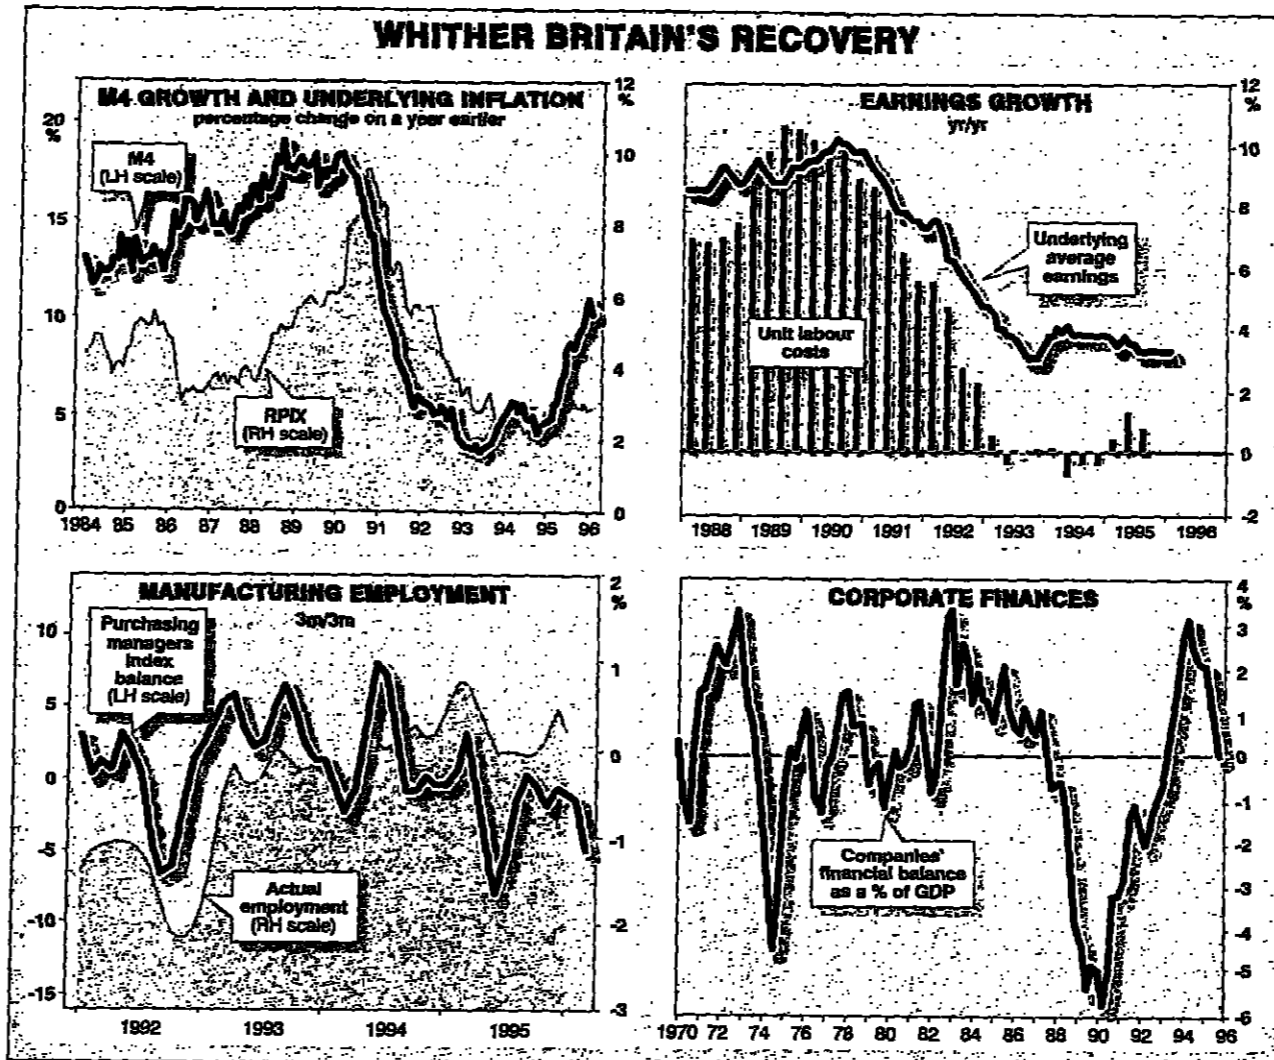 WHITHER BRITAIN'S RECOVERY
M4 GROWTH AND UNDERLYING INFLATION
percentage change on a year earlier
20
%
15
10
5
0
M4
(LH scale)
RPIX
(RH scale)
12
%
10
8
6
4
2
0
1984 85 86 87 88 89 90 91 92 93 94 95 96
EARNINGS GROWTH
yr/yr
Underlying
average
earnings
Unit labour
costs
12
%
10
8
6
4
2
0
-2
1988 1989 1990 1991 1992 1993 1994 1995 1996
MANUFACTURING EMPLOYMENT
3m/3m
10
5
0
-5
-10
-15
Purchasing
managers
index
balance
(LH scale)
Actual
employment
(RH scale)
2
%
1
0
-1
-2
-3
1992 1993 1994 1995
CORPORATE FINANCES
Companies'
financial balance
as a % of GDP
4
%
3
2
1
0
-1
-2
-3
-4
-5
-6
1970 72 74 76 78 80 82 84 86 88 90 92 94 96